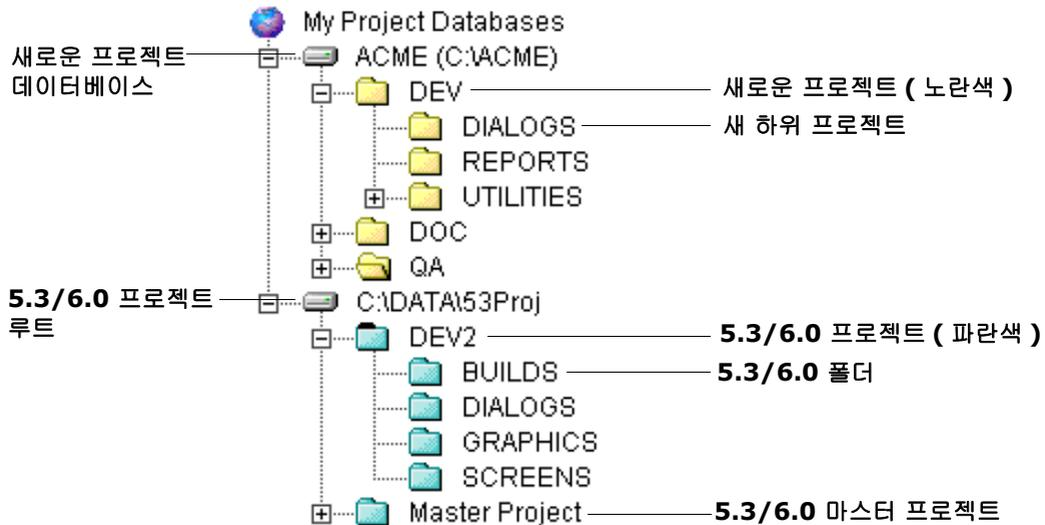 My Project Databases
새로운 프로젝트
데이터베이스
ACME (C:\ACME)
DEV
새로운 프로젝트 ( 노란색 )
DIALOGS
새 하위 프로젝트
REPORTS
UTILITIES
DOC
QA
5.3/6.0 프로젝트
루트
C:\DATA\53Proj
DEV2
5.3/6.0 프로젝트 ( 파란색 )
BUILDS
5.3/6.0 폴더
DIALOGS
GRAPHICS
SCREENS
Master Project
5.3/6.0 마스터 프로젝트